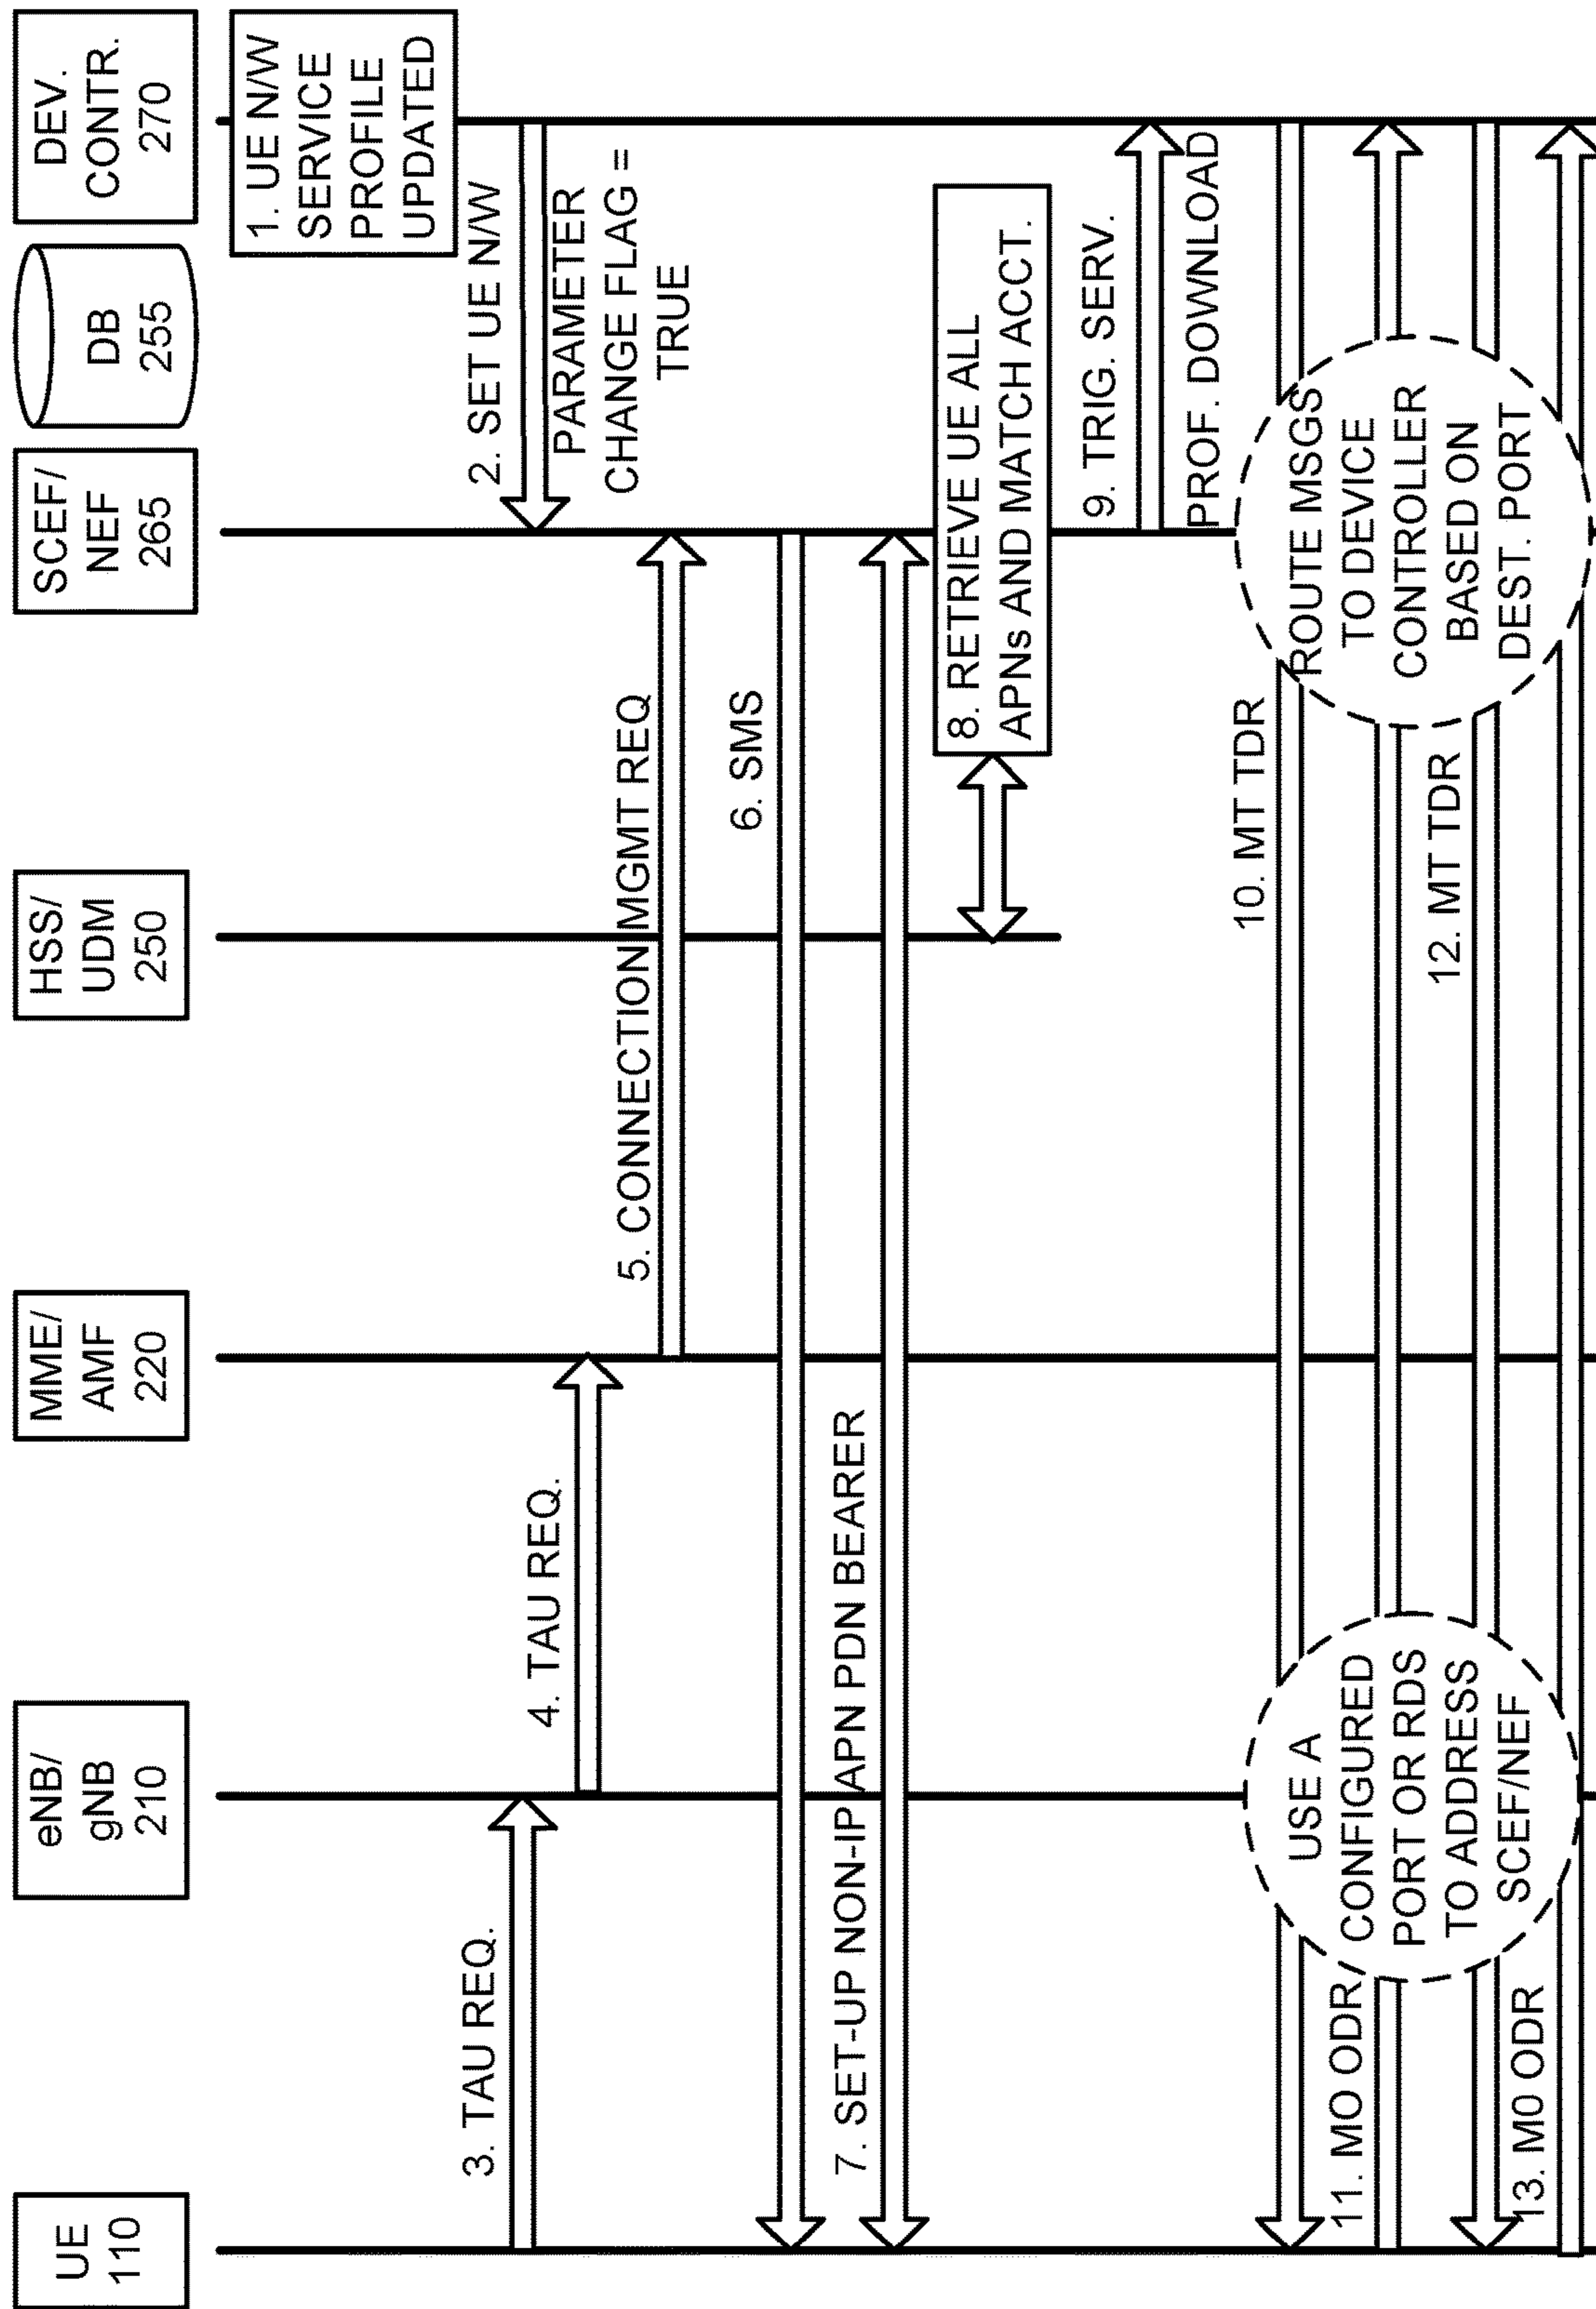 UE
110
eNB/
gNB
210
MME/
AMF
220
HSS/
UDM
250
SCEF/
NEF
265
DB
255
DEV.
CONTR.
270
1. UE N/W
SERVICE
PROFILE
UPDATED
2. SET UE N/W
PARAMETER
CHANGE FLAG =
TRUE
3. TAU REQ.
4. TAU REQ.
5. CONNECTION MGMT REQ
6. SMS
7. SET-UP NON-IP APN PDN BEARER
8. RETRIEVE UE ALL
APNs AND MATCH ACCT.
9. TRIG. SERV.
PROF. DOWNLOAD
10. MT TDR
11. MO ODR
12. MT TDR
13. M0 ODR
USE A
CONFIGURED
PORT OR RDS
TO ADDRESS
SCEF/NEF
ROUTE MSGS
TO DEVICE
CONTROLLER
BASED ON
DEST. PORT